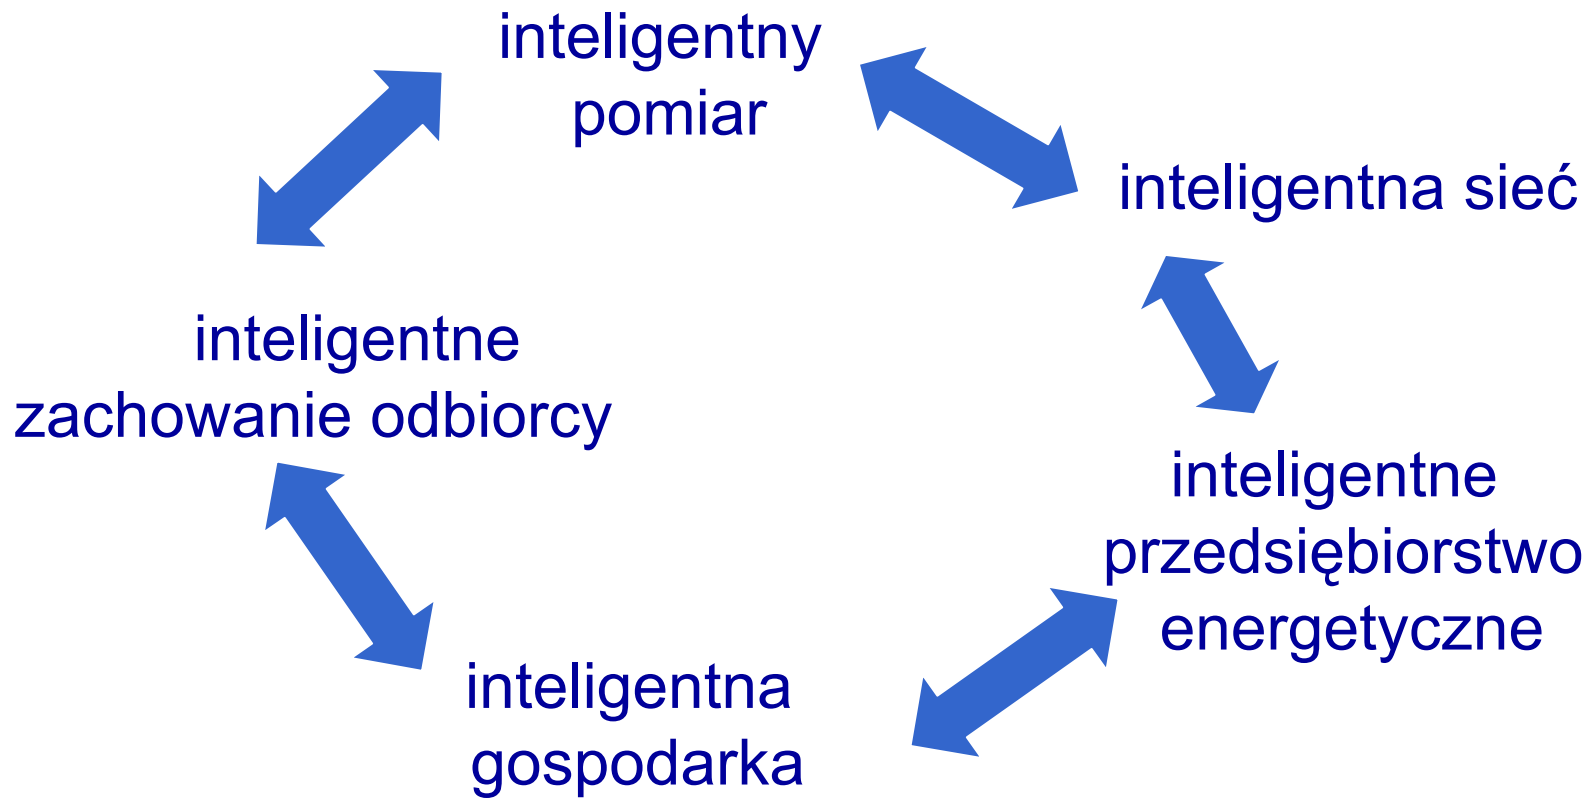 inteligentny
pomiar
inteligentna sieć
inteligentne
zachowanie odbiorcy
inteligentne
przedsiębiorstwo
energetyczne
inteligentna
gospodarka